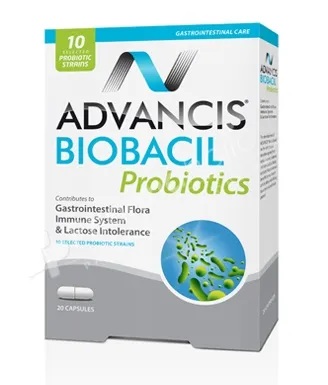 GASTROINTESTINAL CARE
10
SELECTED
PROBIOTIC
STRAINS
ADVANCIS®
BIOBACIL
Probiotics
Contributes to
Gastrointestinal Flora
Immune System
& Lactose Intolerance
10 SELECTED PROBIOTIC STRAINS
20 CAPSULES